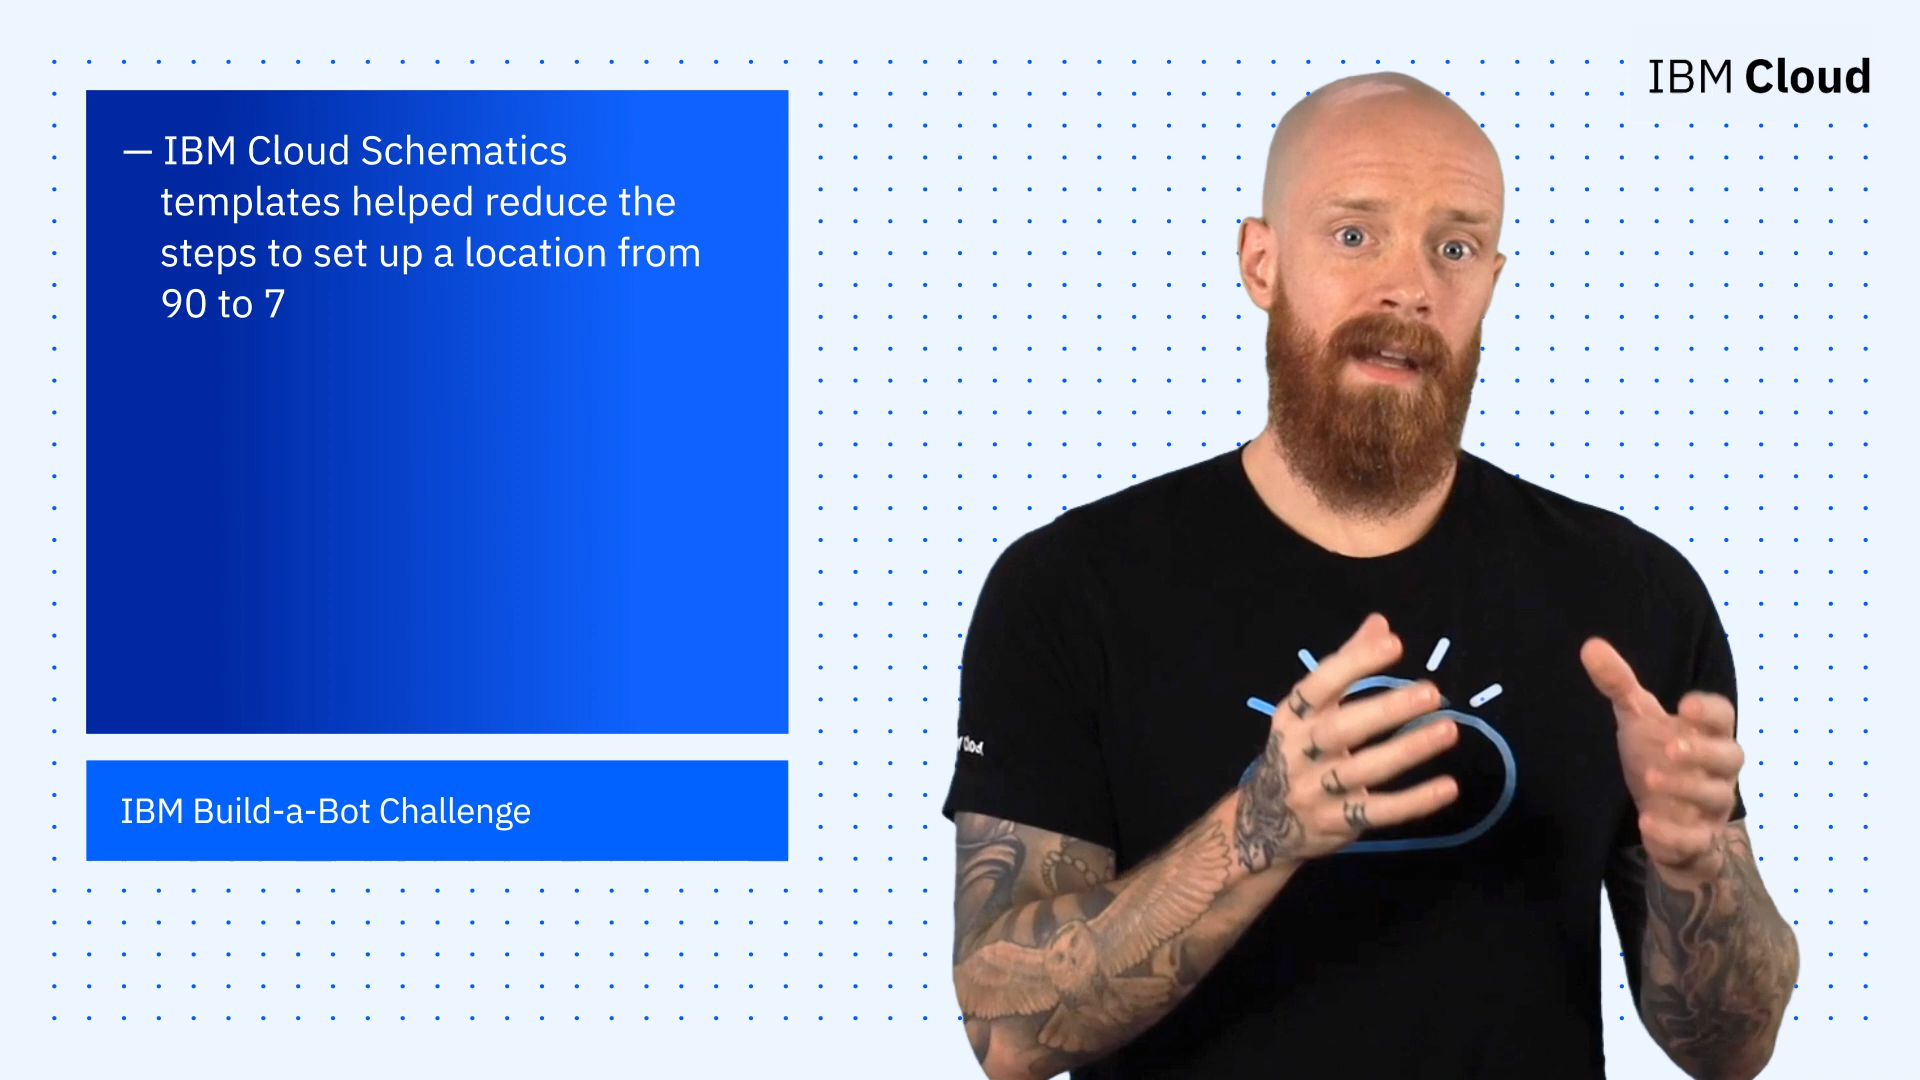 IBM Cloud
— IBM Cloud Schematics
templates helped reduce the
steps to set up a location from
90 to 7
IBM Build-a-Bot Challenge